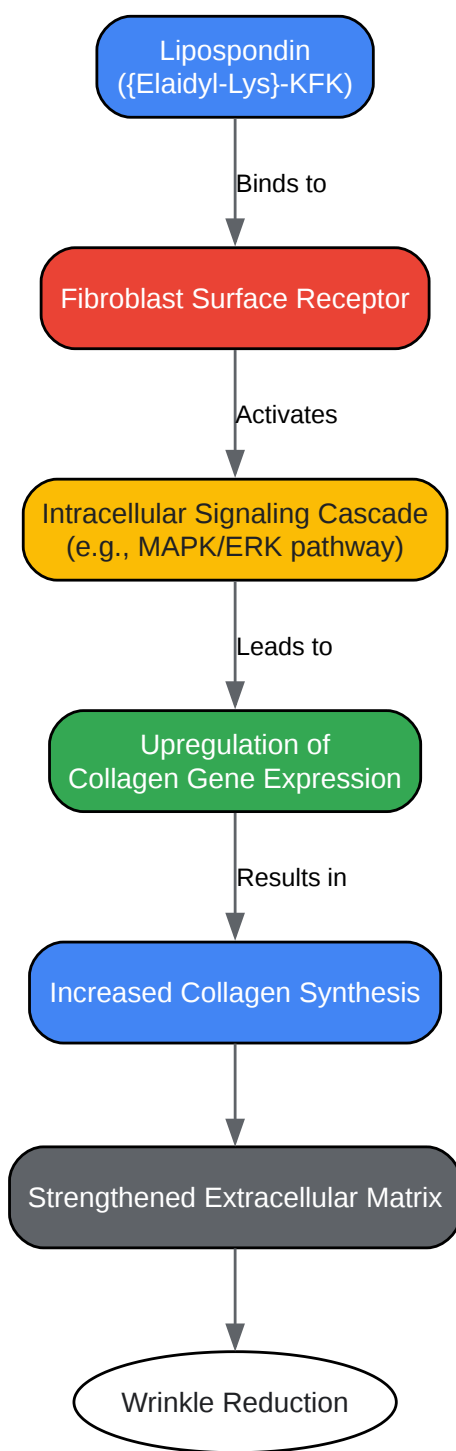 Lipospondin
({Elaidyl-Lys}-KFK)
Binds to
Fibroblast Surface Receptor
Activates
Intracellular Signaling Cascade
(e.g., MAPK/ERK pathway)
Leads to
Upregulation of
Collagen Gene Expression
Results in
Increased Collagen Synthesis
Strengthened Extracellular Matrix
Wrinkle Reduction